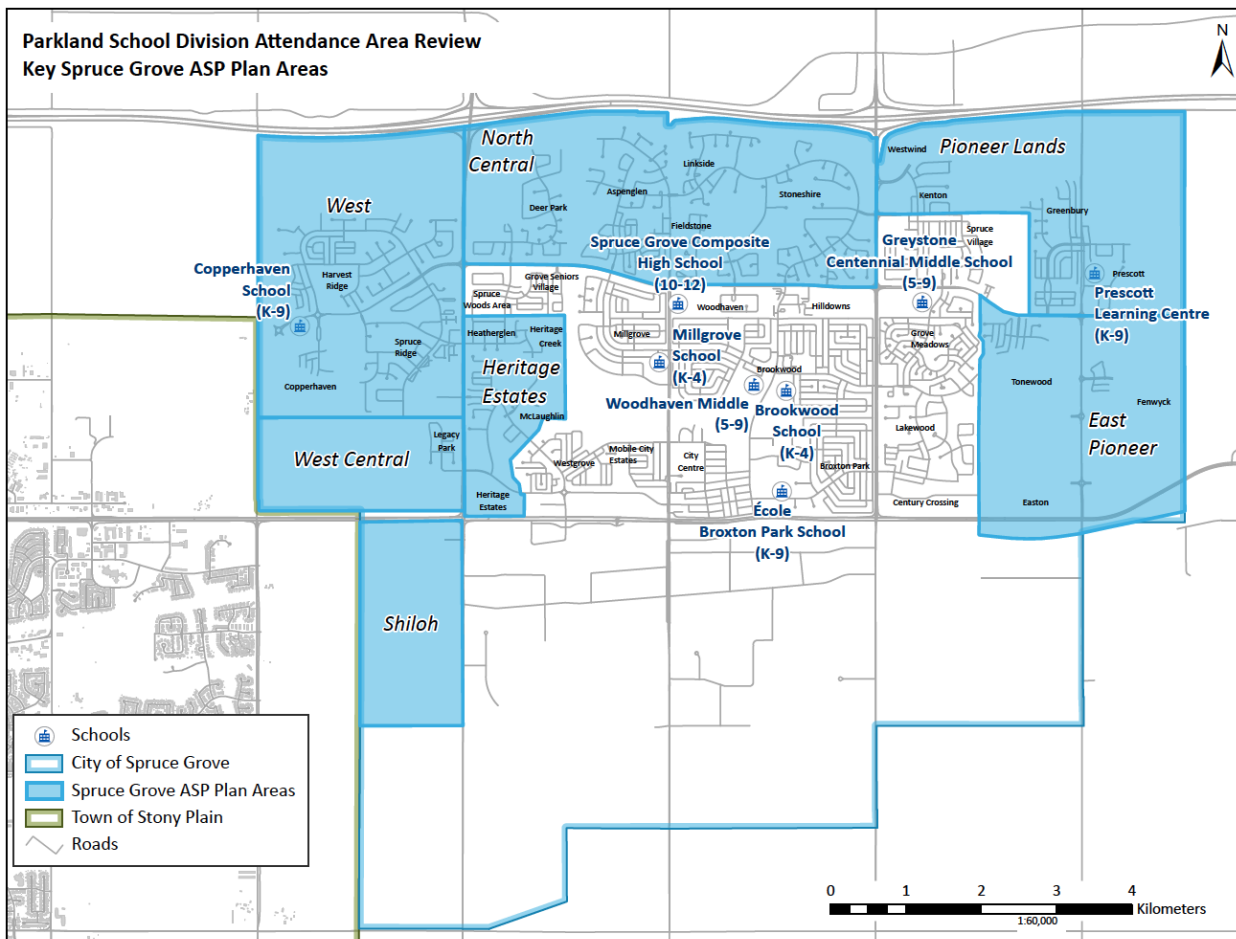 Parkland School Division Attendance Area Review
Key Spruce Grove ASP Plan Areas
N
North
Central
Westwind
Pioneer Lands
Linkside
Aspenglen
Stoneshire
Kenton
West
Deer Park
Greenbury
Fieldstone
Spruce
Village
Spruce Grove Composite
High School
(10-12)
Greystone
Centennial Middle School
(5-9)
Copperhaven
School
(K-9)
Harvest
Ridge
Grove Seniors
Village
Prescott
Prescott
Learning Centre
(K-9)
Spruce
Woods Area
Woodhaven
Hilldowns
Heatherglen
Heritage
Creek
Millgrove
Millgrove
School
(K-4)
Grove
Meadows
Spruce
Ridge
Heritage
Estates
Brookwood
Copperhaven
Tonewood
Fenwyck
Woodhaven Middle
(5-9)
Brookwood
School
(K-4)
McLaughlin
East
Pioneer
Legacy
Park
Lakewood
West Central
Westgrove
Mobile City
Estates
City
Centre
Broxton Park
Heritage
Estates
Century Crossing
Easton
École
Broxton Park School
(K-9)
Shiloh
Schools
City of Spruce Grove
Spruce Grove ASP Plan Areas
Town of Stony Plain
Roads
0 1 2 3 4
Kilometers
1:60,000